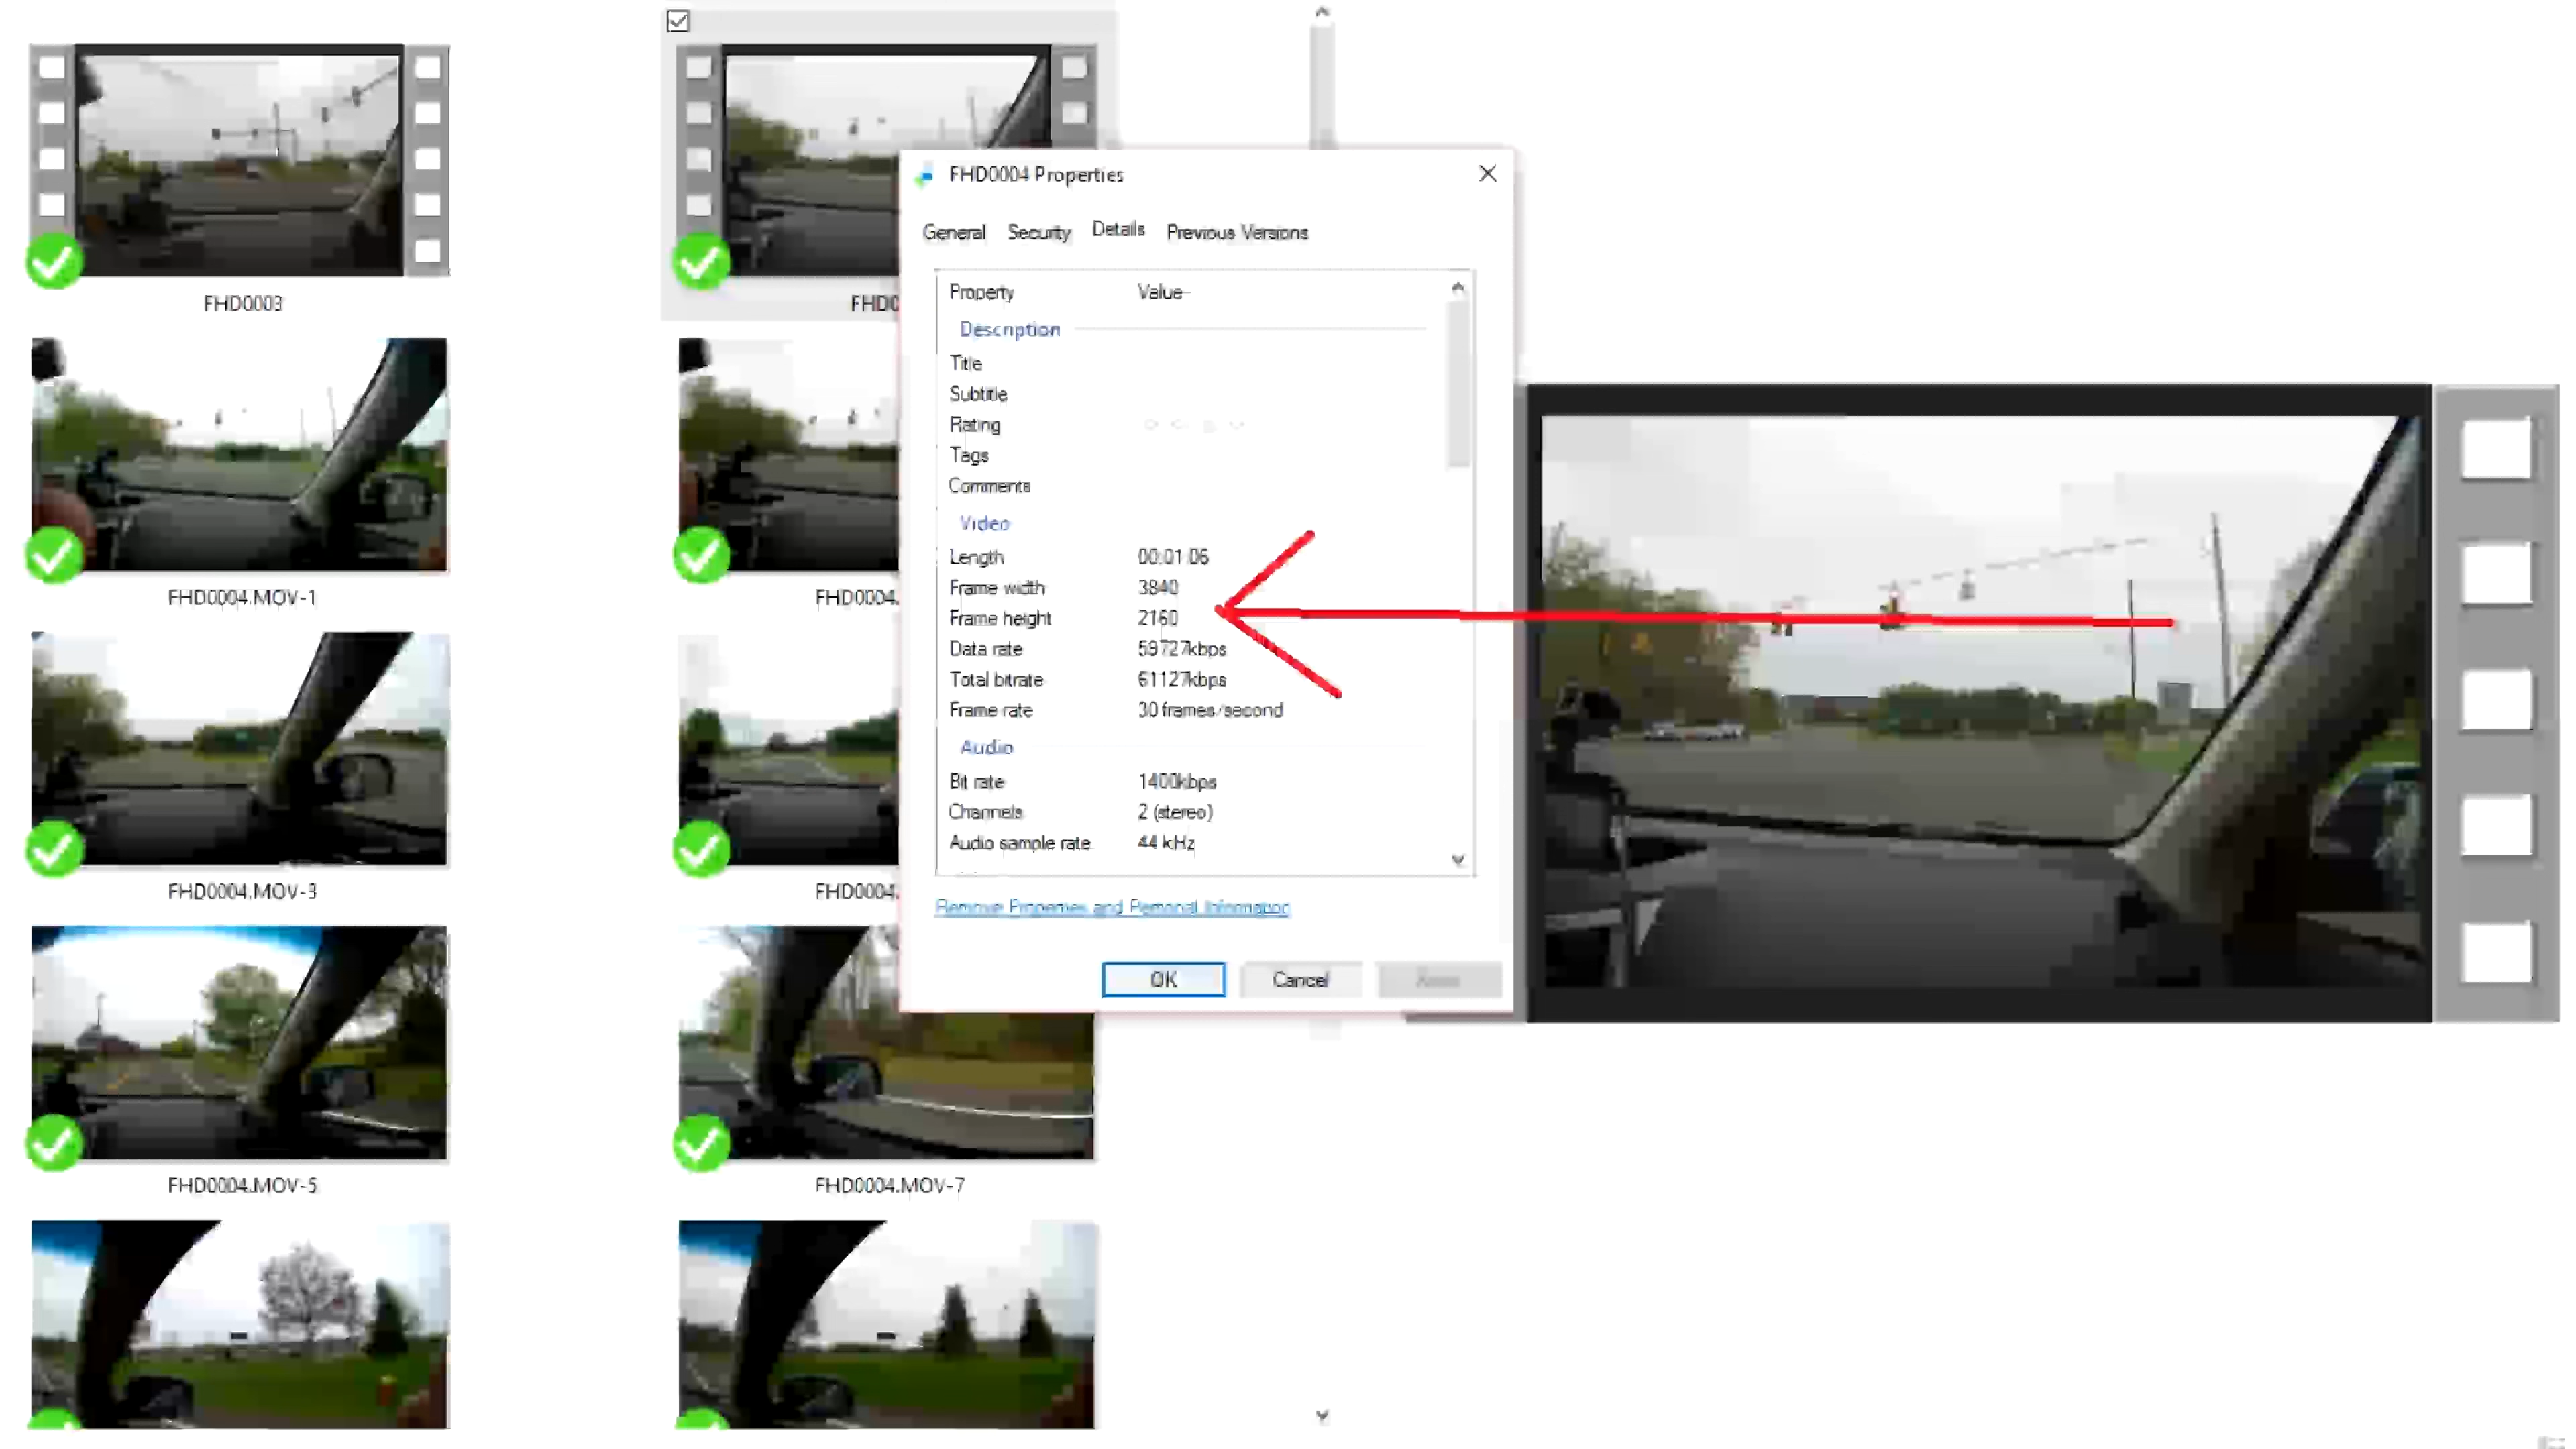 FHD0003
FHD0
FHD0004.MOV-1
FHD0004.
FHD0004.MOV-3
FHD0004.
FHD0004.MOV-5
FHD0004.MOV-7
FHD0004 Properties
General Security Details Previous Versions
Property Value
Description
Title
Subtitle
Rating
Tags
Comments
Video
Length 00:01:06
Frame width 3840
Frame height 2160
Data rate 59727kbps
Total bitrate 61127kbps
Frame rate 30 frames/second
Audio
Bit rate 1400kbps
Channels 2 (stereo)
Audio sample rate 44 kHz
Remove Properties and Personal Information
OK Cancel